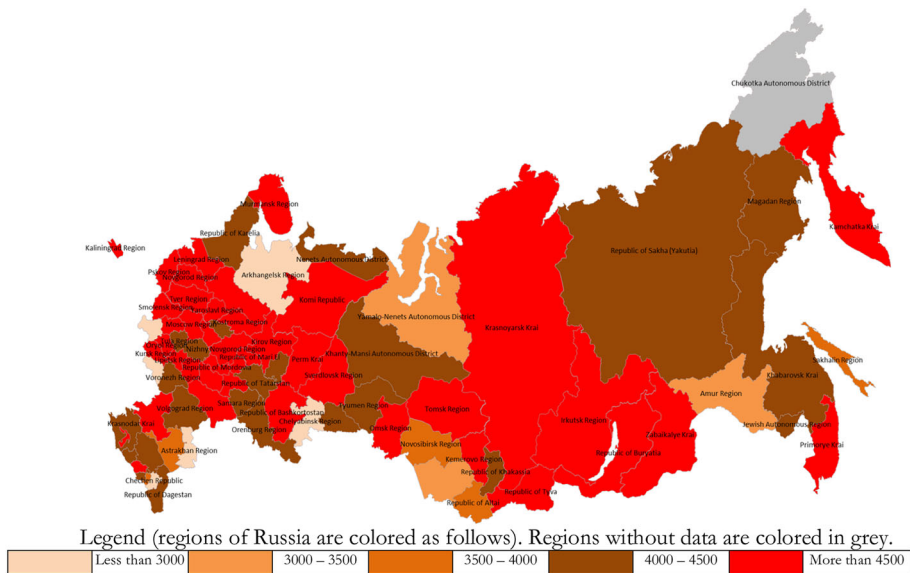 Chukotka Autonomous District
Magadan Region
Murmansk Region
Kamchatka Krai
Republic of Karelia
Kaliningrad Region
Republic of Sakha (Yakutia)
Leningrad Region
Nenets Autonomous District
Pskov Region
Arkhangelsk Region
Novgorod Region
Komi Republic
Tver Region
Smolensk Region
Yaroslavl Region
Yamalo-Nenets Autonomous District
Moscow Region
Kostroma Region
Krasnoyarsk Krai
Tula Region
Kirov Region
Nizhny Novgorod Region
Kursk Region
Perm Krai
Khanty-Mansi Autonomous District
Sakhalin Region
Republic of Mordovia
Sverdlovsk Region
Khabarovsk Krai
Voronezh Region
Republic of Tatarstan
Amur Region
Samara Region
Tyumen Region
Tomsk Region
Volgograd Region
Republic of Bashkortostan
Chelyabinsk Region
Irkutsk Region
Krasnodar Krai
Orenburg Region
Omsk Region
Jewish Autonomous Region
Zabaikalye Krai
Novosibirsk Region
Primorye Krai
Astrakhan Region
Kemerovo Region
Republic of Buryatia
Republic of Khakassia
Chechen Republic
Republic of Tyva
Republic of Dagestan
Republic of Altai
Legend (regions of Russia are colored as follows). Regions without data are colored in grey.
Less than 3000 3000 – 3500 3500 – 4000 4000 – 4500 More than 4500